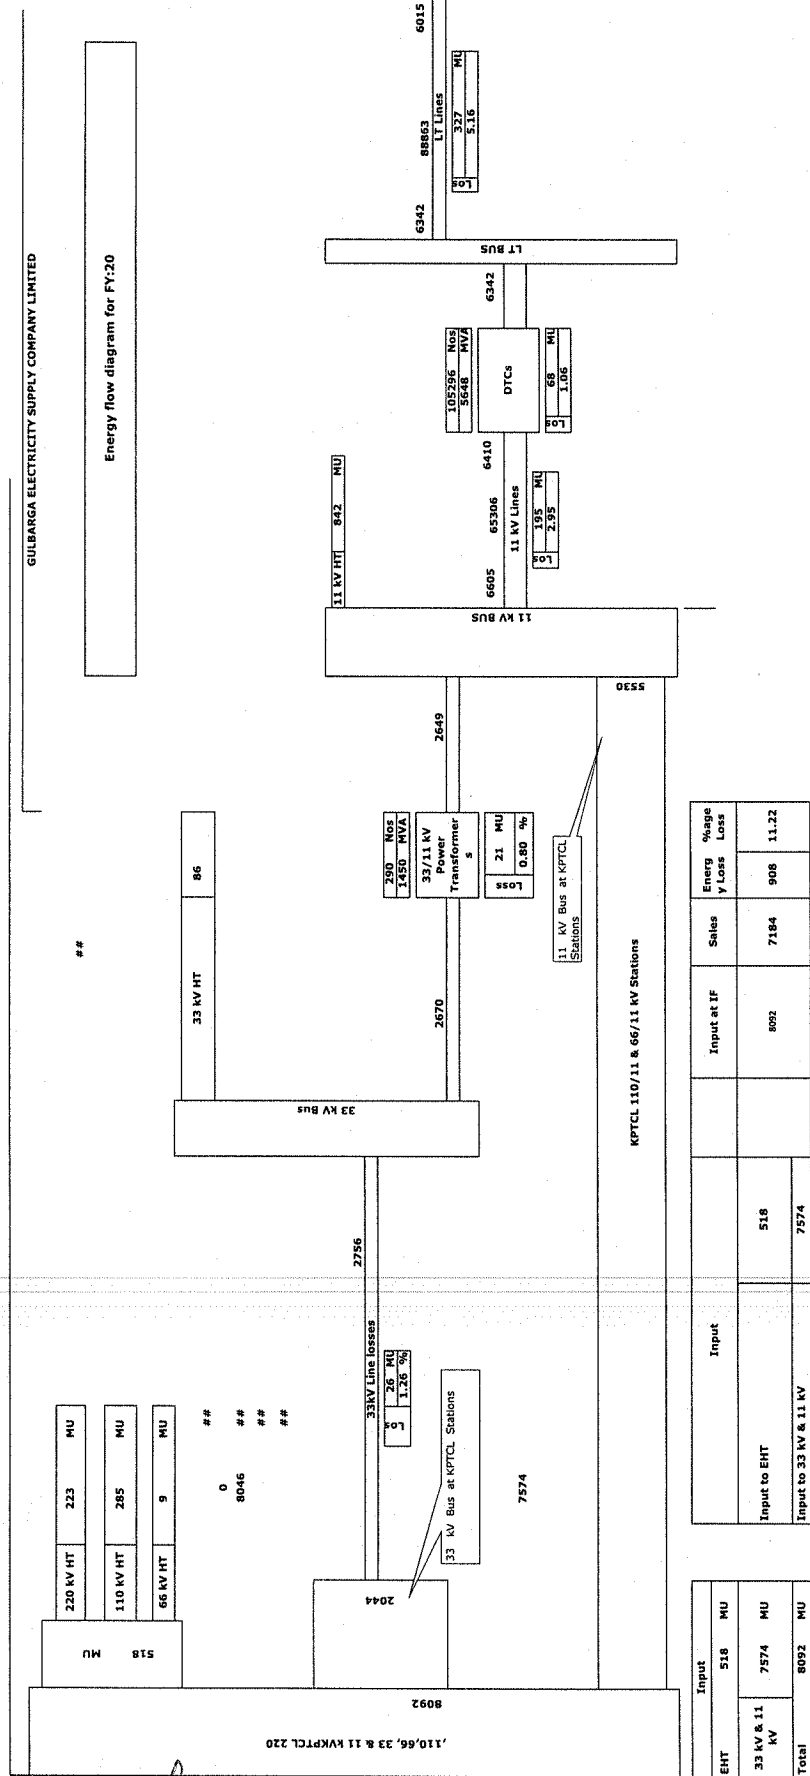 GULBARGA ELECTRICITY SUPPLY COMPANY LIMITED
Energy flow diagram for FY:20
##
220 kV HT 223 MU
110 kV HT 285 MU
66 kV HT 9 MU
518 MU
##
0
8046 ##
##
##
33 kV HT 86
,110,66, 33 & 11 kVKPTCL 220
8092
2044
33kV Line losses
2756
Los 26 MU
1.26 %
33 kV Bus at KPTCL Stations
7574
33 kV Bus
2670
290 Nos
1450 MVA
33/11 kV
Power
Transformer
s
Loss 21 MU
0.80 %
2649
11 kV Bus at KPTCL
Stations
KPTCL 110/11 & 66/11 kV Stations
5530
11 kV BUS
11 kV HT 842 MU
6605 65306 6410
11 kV Lines
Los 195 MU
2.95
105296 Nos
5648 MVA
DTCs
Los 68 MU
1.06
6342
LT BUS
6342 88863 6015
LT Lines
Los 327 MU
5.16
Input
EHT 518 MU
33 kV & 11
kV 7574 MU
Total 8092 MU
Input Input at IF Sales Energ
y Loss %age
Loss
Input to EHT 518 8092 7184 908 11.22
Input to 33 kV & 11 kV 7574